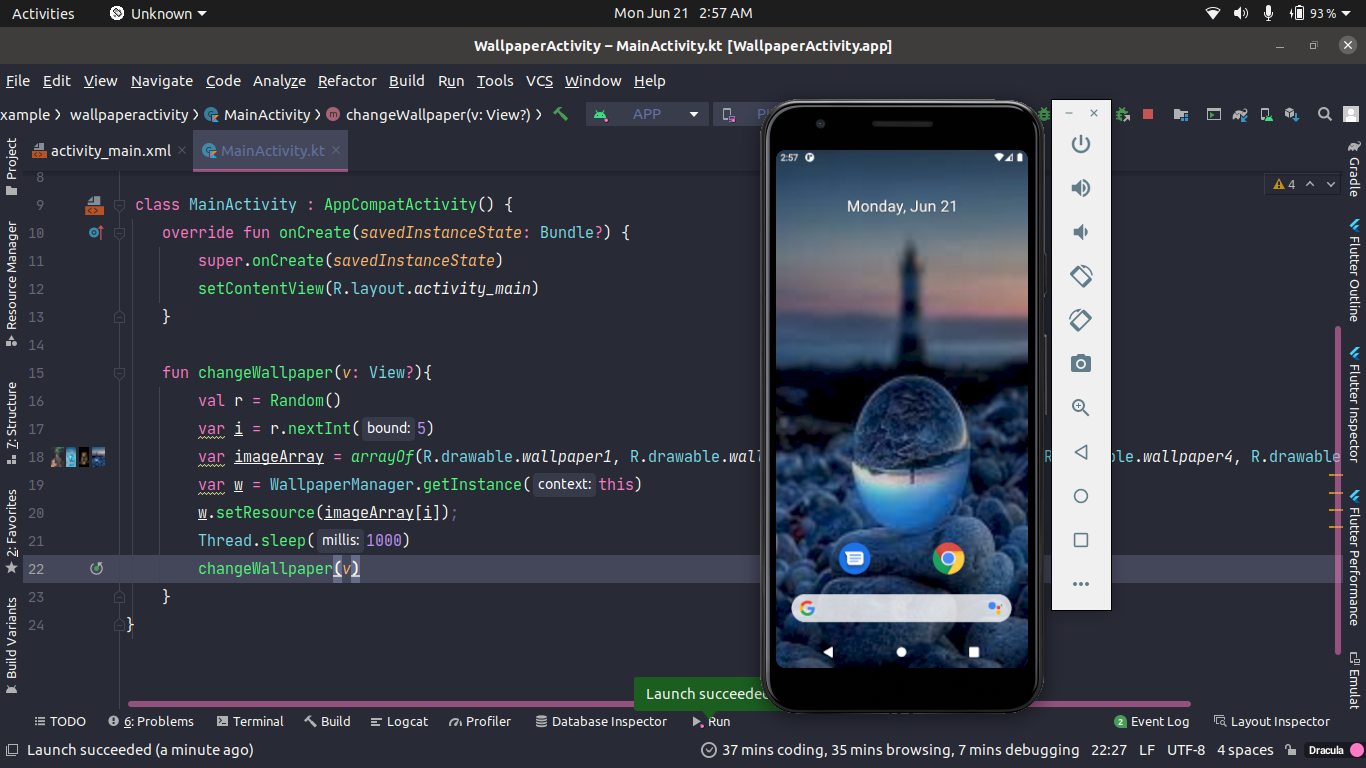 Activities Unknown Mon Jun 21 2:57 AM 93 %
WallpaperActivity – MainActivity.kt [WallpaperActivity.app]
File Edit View Navigate Code Analyze Refactor Build Run Tools VCS Window Help
xample wallpaperactivity MainActivity changeWallpaper(v: View?) APP
activity_main.xml MainActivity.kt
8
9 class MainActivity : AppCompatActivity() {
10 override fun onCreate(savedInstanceState: Bundle?) {
11 super.onCreate(savedInstanceState)
12 setContentView(R.layout.activity_main)
13 }
14
15 fun changeWallpaper(v: View?){
16 val r = Random()
17 var i = r.nextInt( bound: 5)
18 var imageArray = arrayOf(R.drawable.wallpaper1, R.drawable.wal able.wallpaper4, R.drawable
19 var w = WallpaperManager.getInstance( context: this)
20 w.setResource(imageArray[i]);
21 Thread.sleep( millis: 1000)
22 changeWallpaper(v)
23 }
24 }
4
Project
Resource Manager
7: Structure
2: Favorites
Build Variants
2:57
Monday, Jun 21
Gradle
Flutter Outline
Flutter Inspector
Flutter Performance
Emulat
Launch succeeded
TODO 6: Problems Terminal Build Logcat Profiler Database Inspector Run 2 Event Log Layout Inspector
Launch succeeded (a minute ago) 37 mins coding, 35 mins browsing, 7 mins debugging 22:27 LF UTF-8 4 spaces Dracula